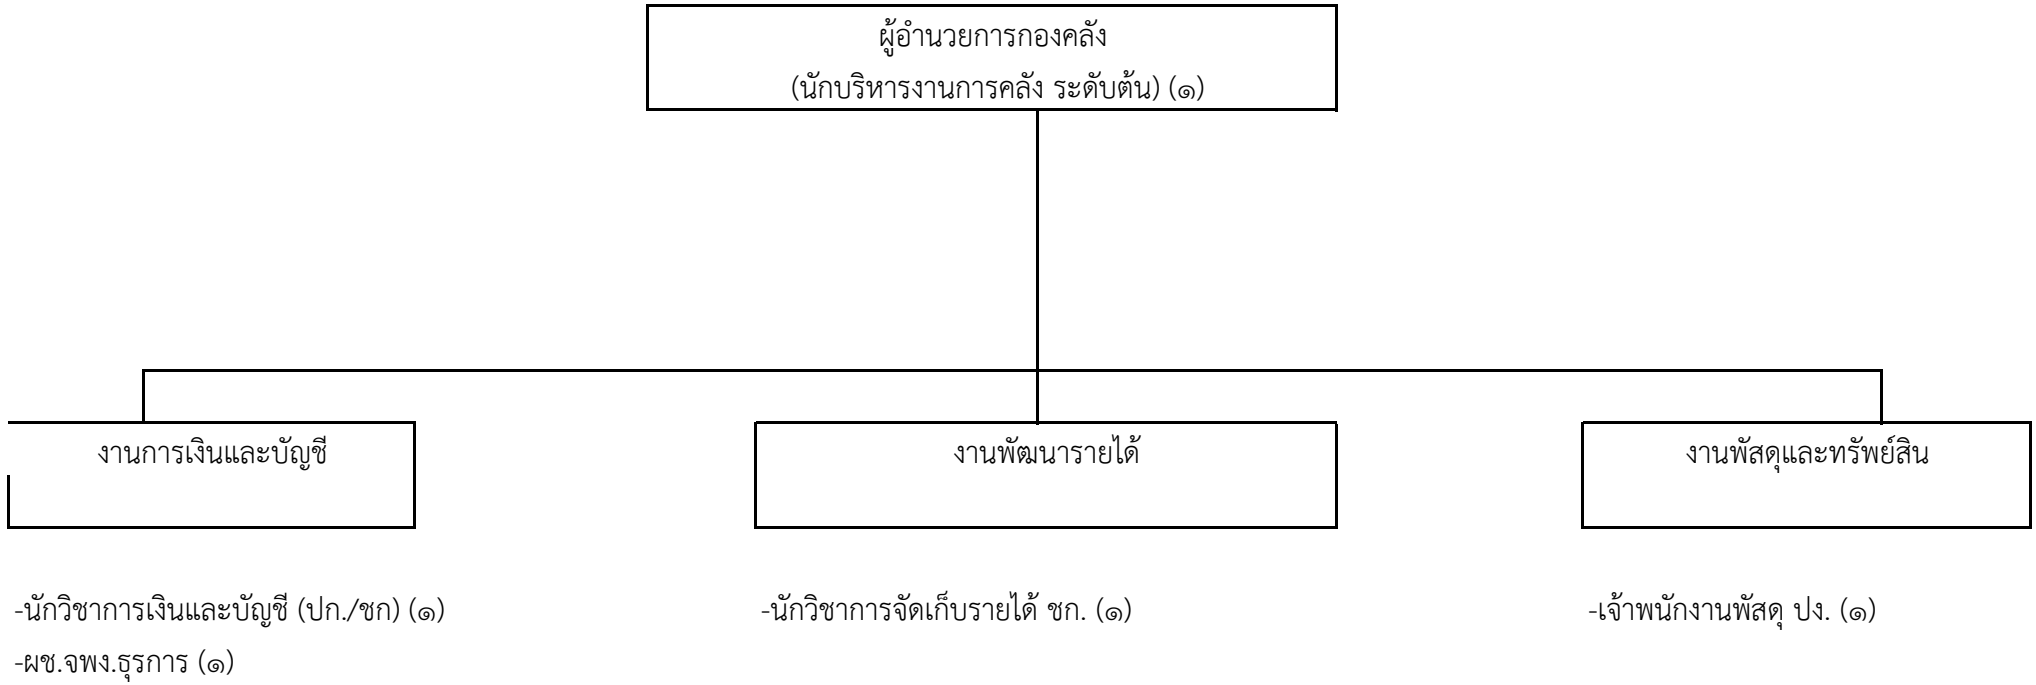 ผู้อำนวยการกองคลัง
(นักบริหารงานการคลัง ระดับต้น) (๑)
งานการเงินและบัญชี
งานพัฒนารายได้
งานพัสดุและทรัพย์สิน
-นักวิชาการเงินและบัญชี (ปก./ชก) (๑)
-ผช.จพง.ธุรการ (๑)
-นักวิชาการจัดเก็บรายได้ ชก. (๑)
-เจ้าพนักงานพัสดุ ปง. (๑)